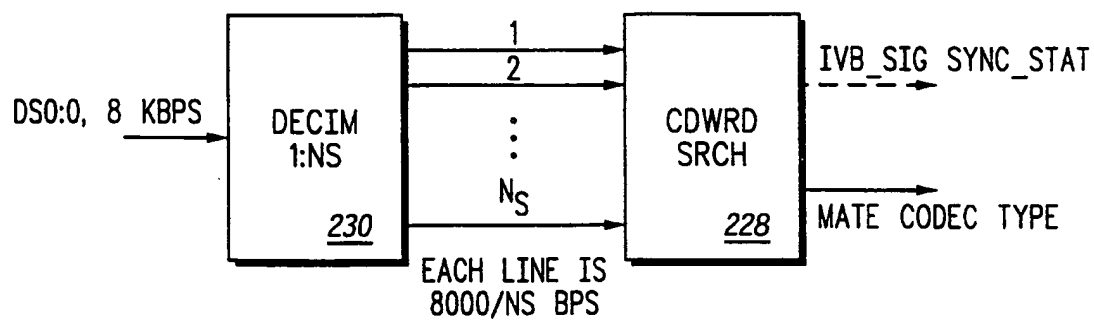 DS0:0, 8 KBPS
DECIM
1:NS
230
1
2
NS
EACH LINE IS
8000/NS BPS
CDWRD
SRCH
228
IVB_SIG SYNC_STAT
MATE CODEC TYPE